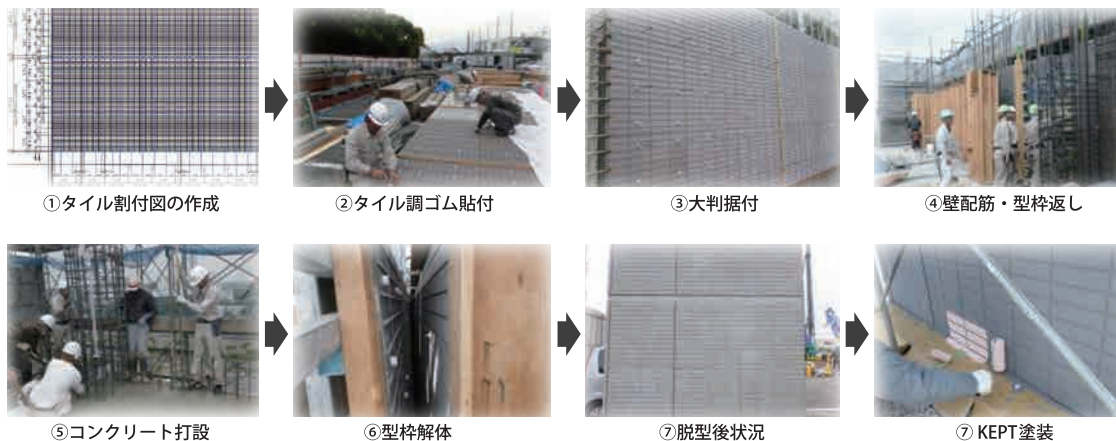 ①タイル割付図の作成
②タイル調ゴム貼付
③大判据付
④壁配筋・型枠返し
⑤コンクリート打設
⑥型枠解体
⑦脱型後状況
⑦ KEPT塗装